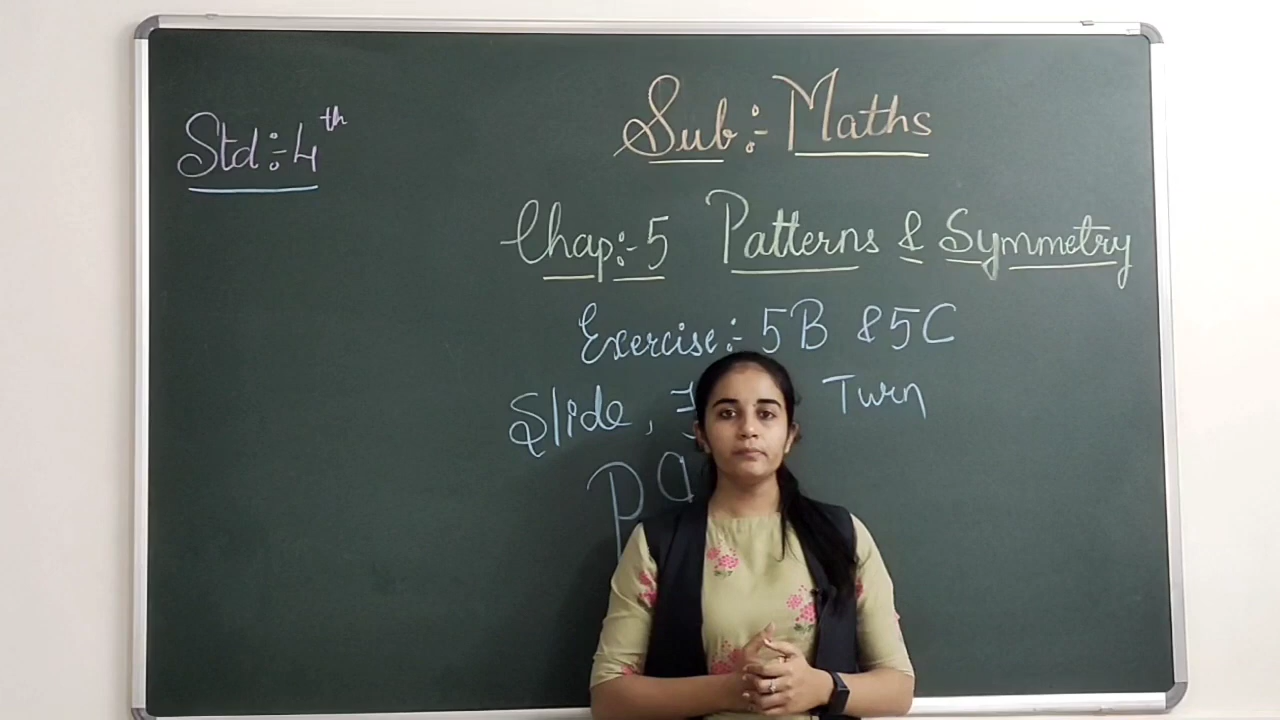 Std:- 4th
Sub:- Maths
Chap:- 5 Patterns & Symmetry
Exercise:- 5B & 5C
Slide, Turn
P